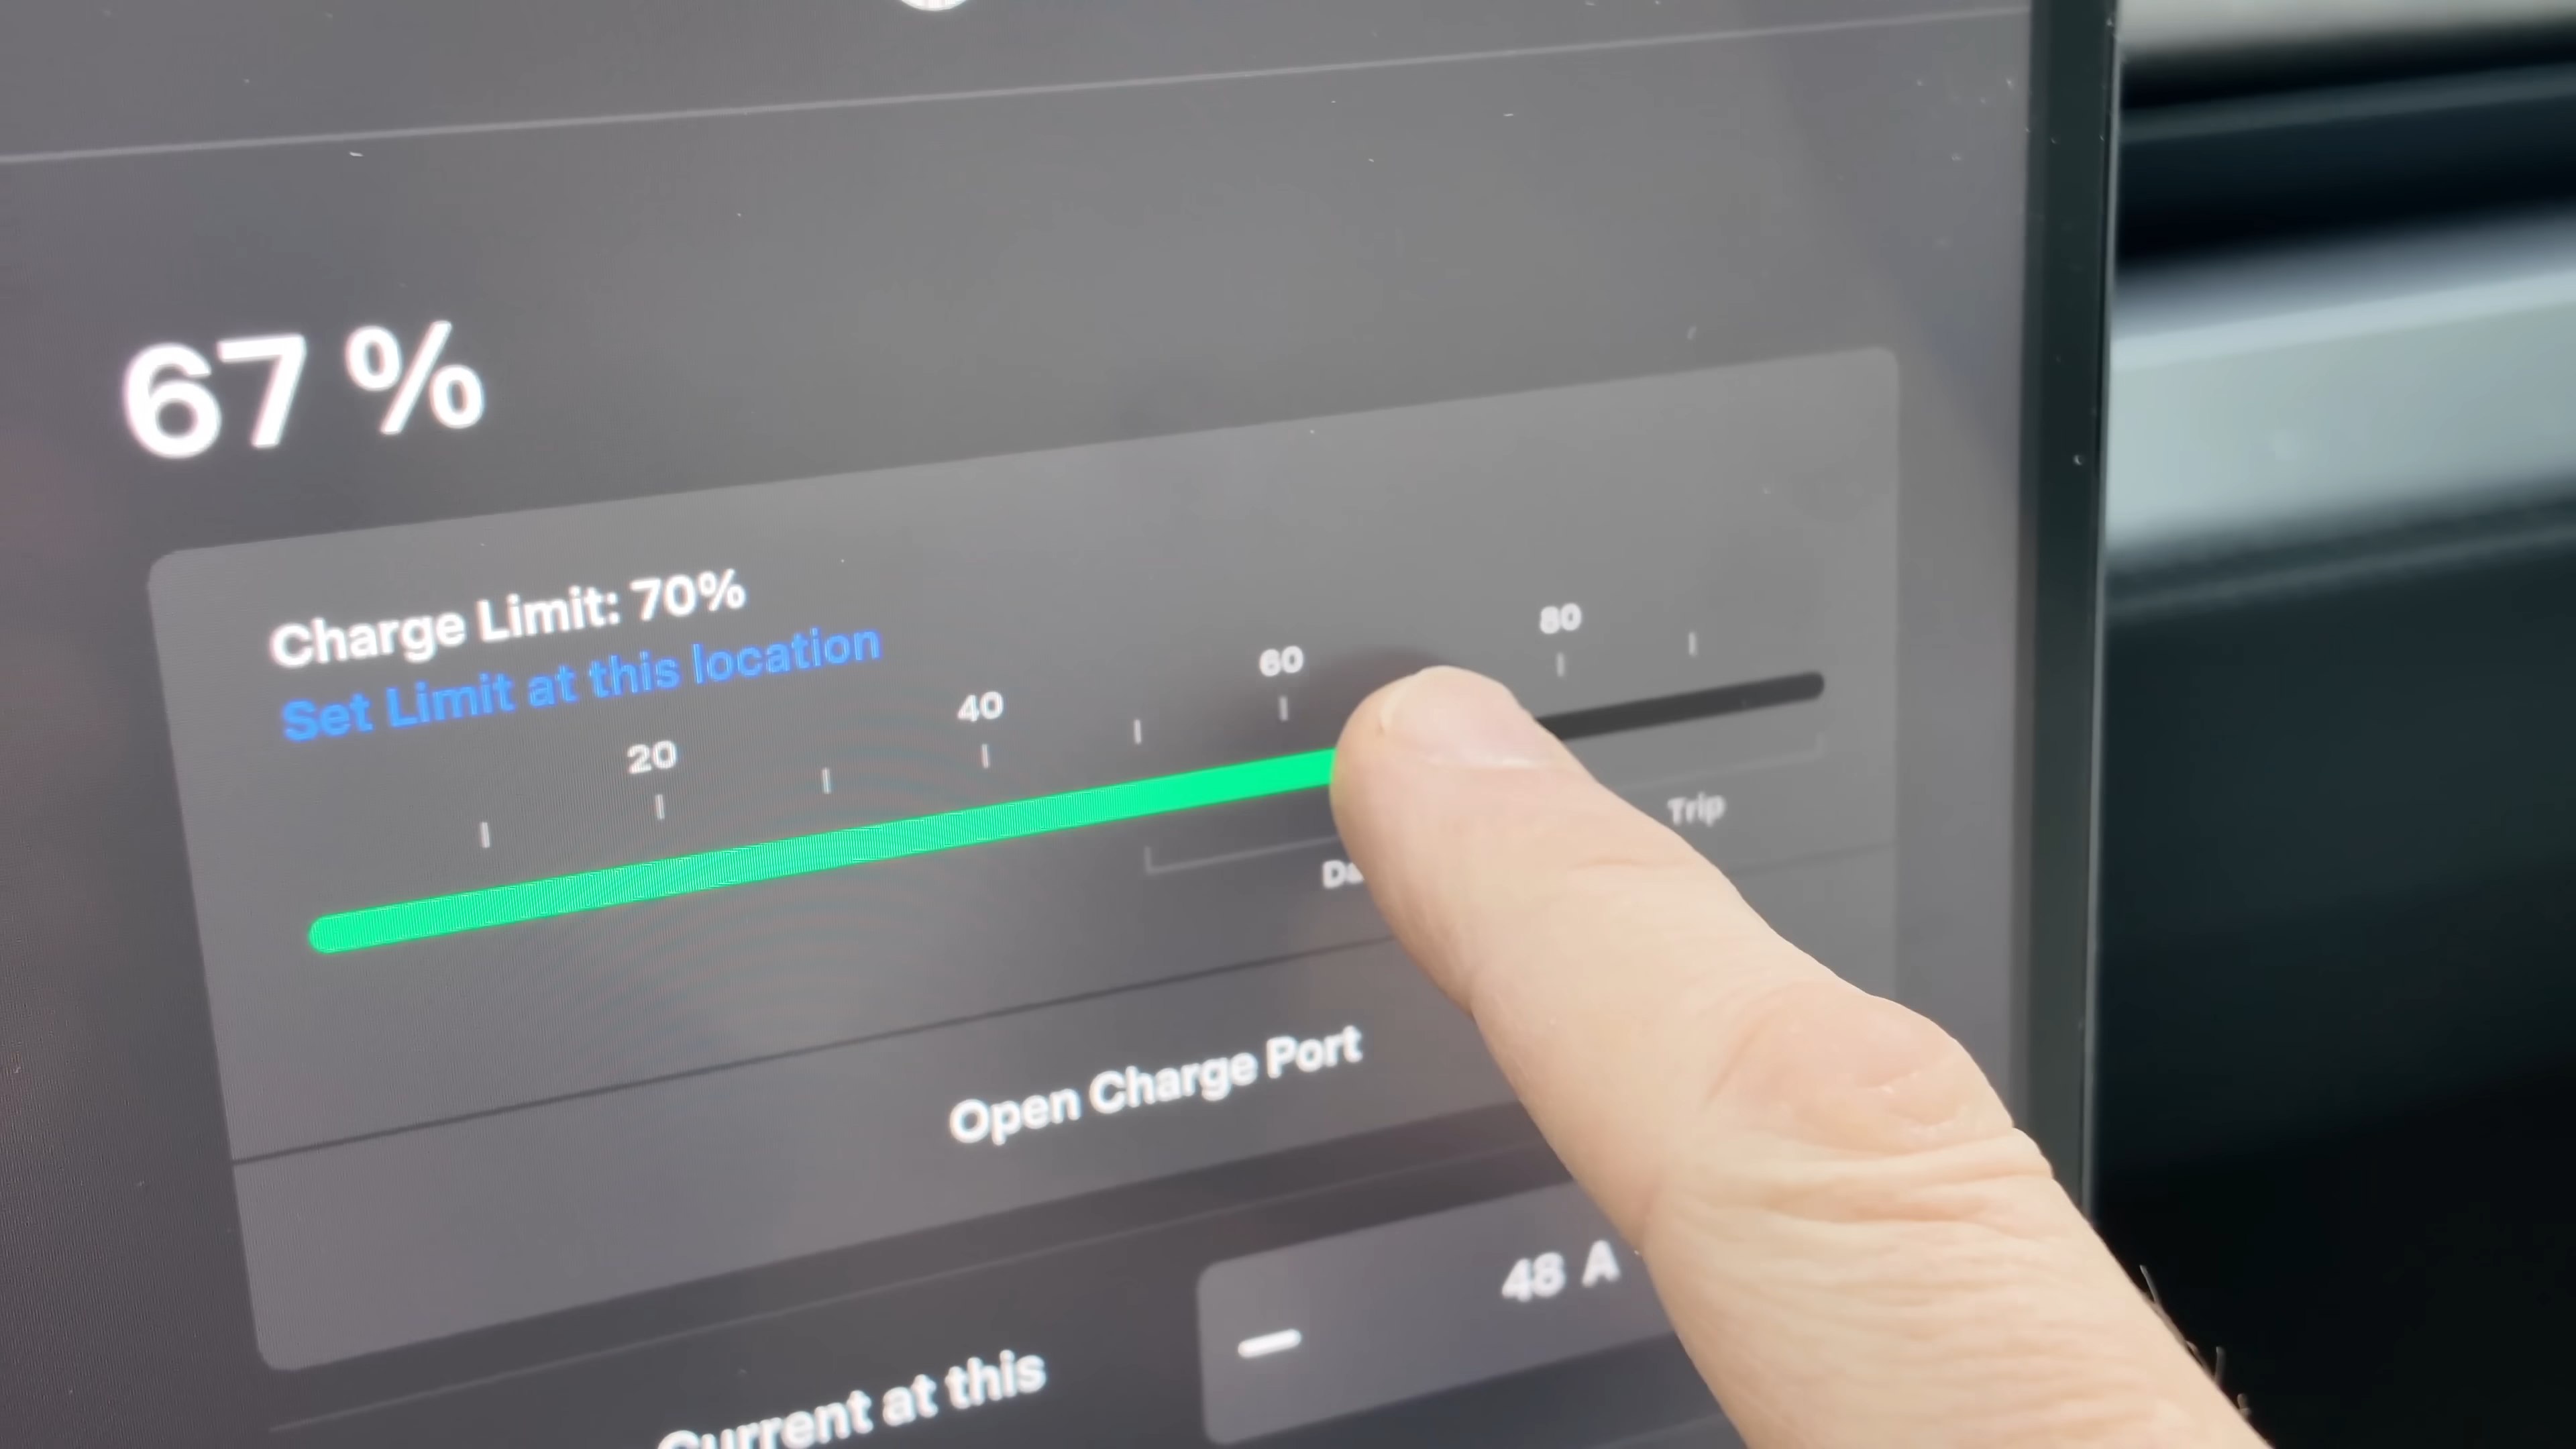 67 %
Charge Limit: 70%
Set Limit at this location
20 40 60 80
Trip
Open Charge Port
48 A
Current at this